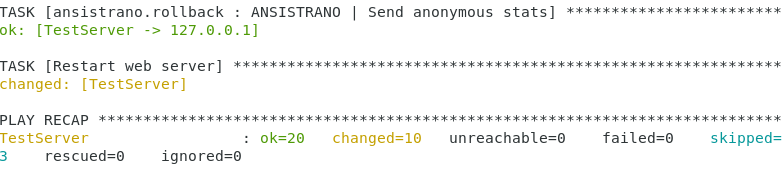 TASK [ansistrano.rollback : ANSISTRANO | Send anonymous stats] ************************
ok: [TestServer -> 127.0.0.1]
TASK [Restart web server] *************************************************************
changed: [TestServer]
PLAY RECAP ****************************************************************************
TestServer                 : ok=20   changed=10   unreachable=0    failed=0    skipped=
3    rescued=0    ignored=0